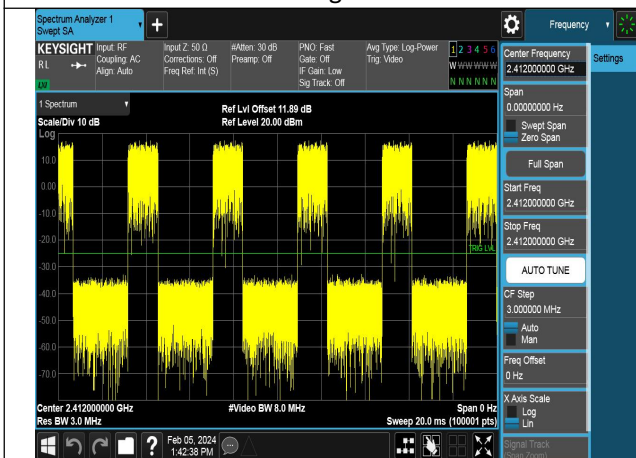 Spectrum Analyzer 1
Swept SA
Frequency
KEYSIGHT
RL
LXI
Input: RF
Coupling: AC
Align: Auto
Input Z: 50 Ω
Corrections: Off
Freq Ref: Int (S)
#Atten: 30 dB
Preamp: Off
PNO: Fast
Gate: Off
IF Gain: Low
Sig Track: Off
Avg Type: Log-Power
Trig: Video
1 2 3 4 5 6
W W W W W W
N N N N N N
Center Frequency
2.412000000 GHz
Settings
Span
0.00000000 Hz
Swept Span
Zero Span
Full Span
Start Freq
2.412000000 GHz
Stop Freq
2.412000000 GHz
AUTO TUNE
CF Step
3.000000 MHz
Auto
Man
Freq Offset
0 Hz
X Axis Scale
Log
Lin
Signal Track
(Span Zoom)
1 Spectrum
Scale/Div 10 dB
Ref Lvl Offset 11.89 dB
Ref Level 20.00 dBm
Log
10.0
0.00
-10.0
-20.0
TRIG LVL
-30.0
-40.0
-50.0
-60.0
-70.0
Center 2.412000000 GHz
#Video BW 8.0 MHz
Span 0 Hz
Res BW 3.0 MHz
Sweep 20.0 ms (100001 pts)
?
Feb 05, 2024
1:42:38 PM